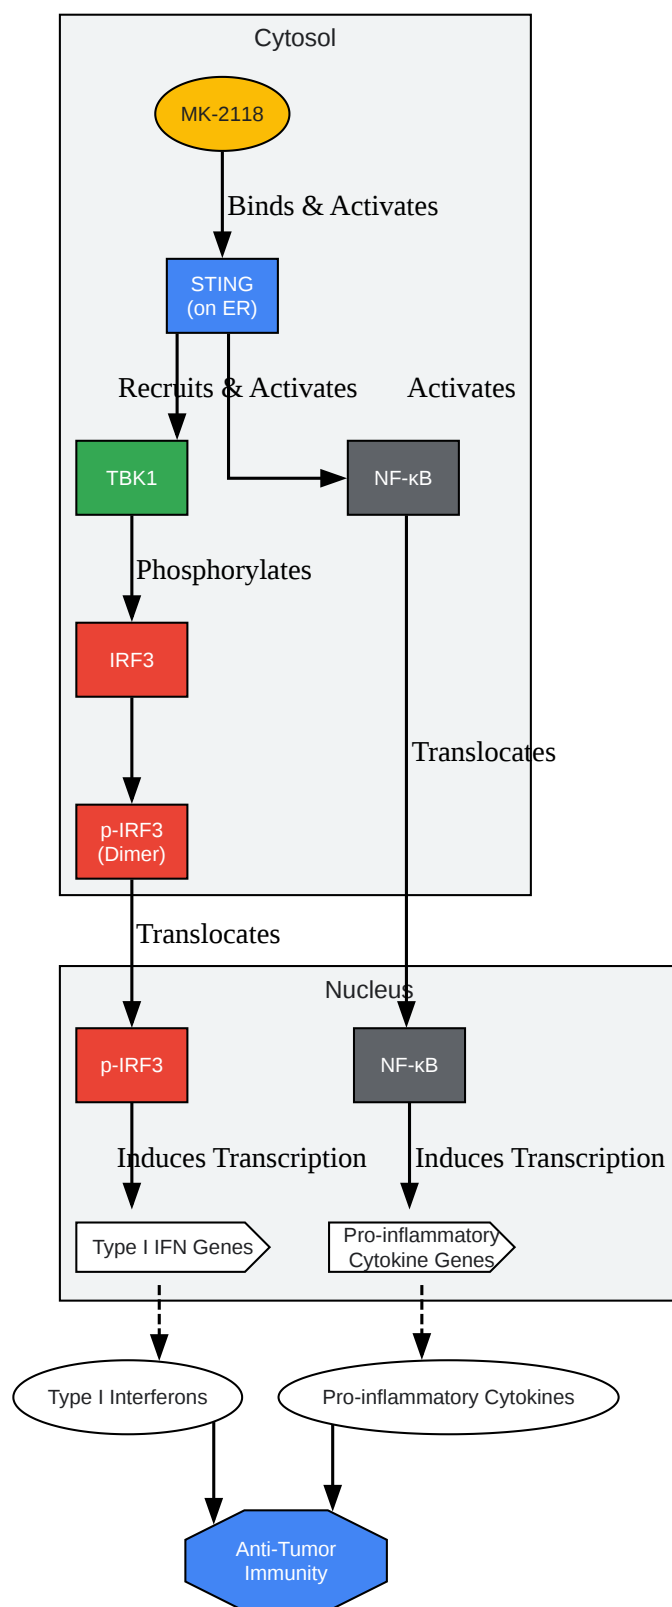 Cytosol
MK-2118
Binds & Activates
STING
(on ER)
Recruits & Activates
Activates
TBK1
NF-κB
Phosphorylates
IRF3
Translocates
p-IRF3
(Dimer)
Translocates
Nucleus
p-IRF3
NF-κB
Induces Transcription
Induces Transcription
Type I IFN Genes
Pro-inflammatory
Cytokine Genes
Type I Interferons
Pro-inflammatory Cytokines
Anti-Tumor
Immunity